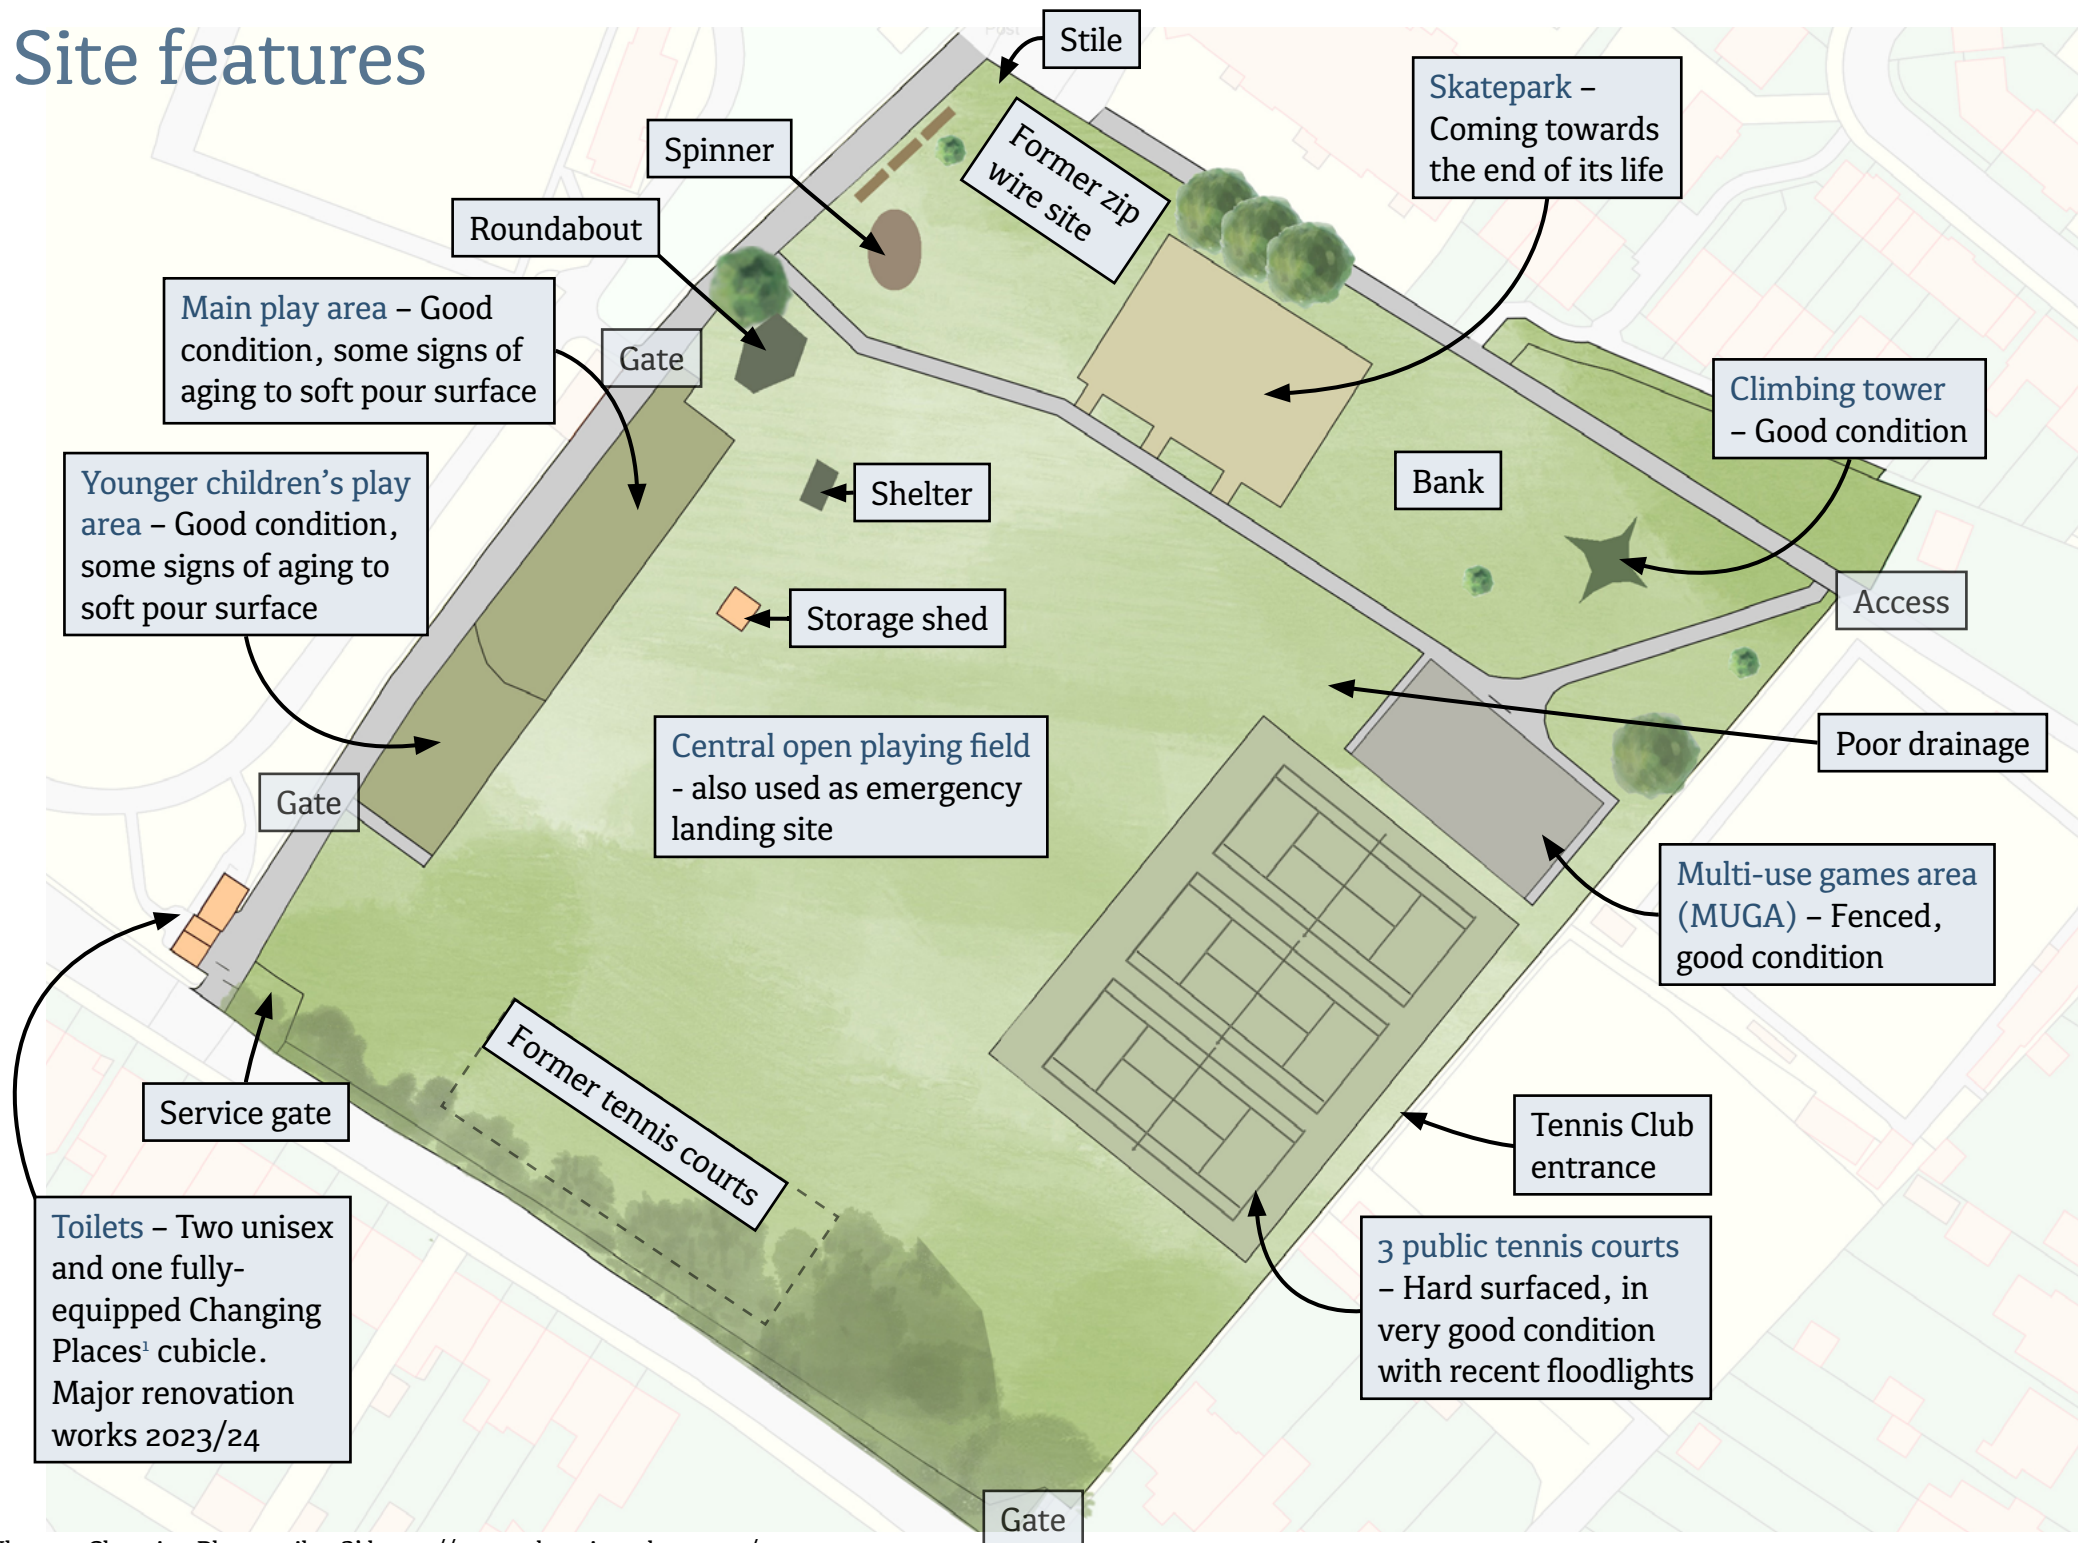 Site features
Stile
Skatepark –
Coming towards
the end of its life
Spinner
Former zip
wire site
Roundabout
Main play area – Good
condition, some signs of
aging to soft pour surface
Gate
Climbing tower
– Good condition
Younger children’s play
area – Good condition,
some signs of aging to
soft pour surface
Shelter
Bank
Storage shed
Access
Central open playing field
- also used as emergency
landing site
Poor drainage
Gate
Multi-use games area
(MUGA) – Fenced,
good condition
Former tennis courts
Service gate
Tennis Club
entrance
Toilets – Two unisex
and one fully-
equipped Changing
Places¹ cubicle.
Major renovation
works 2023/24
3 public tennis courts
– Hard surfaced, in
very good condition
with recent floodlights
Gate